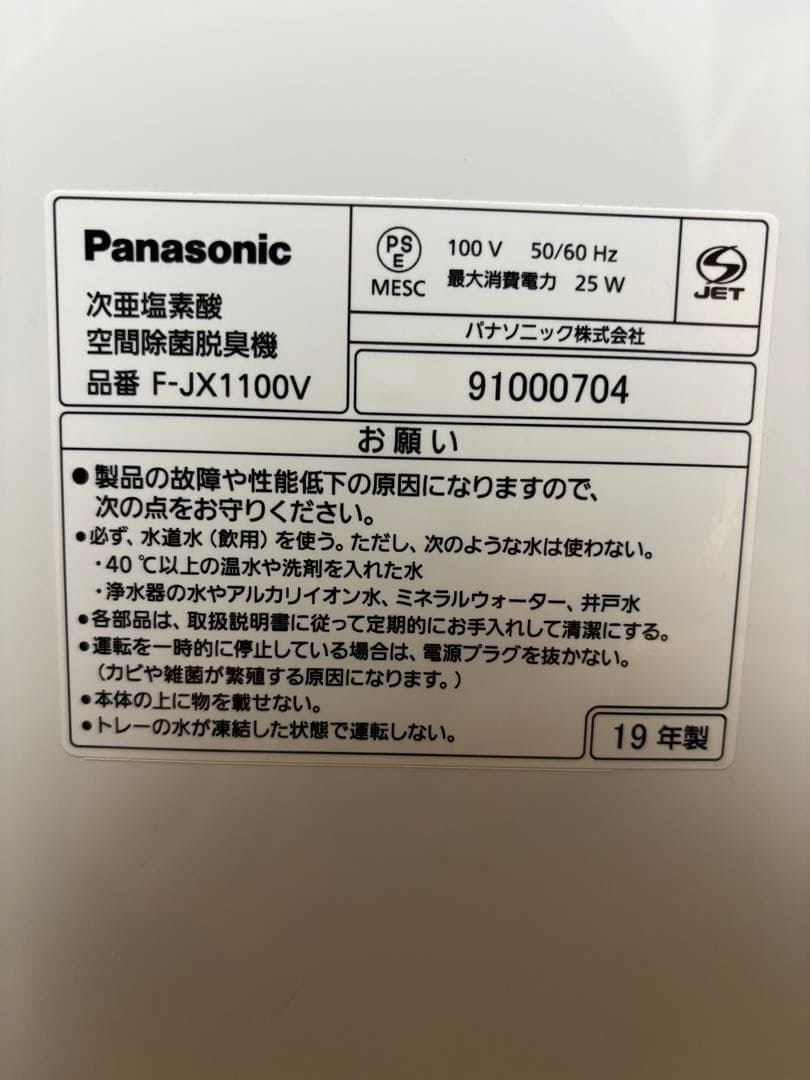 Panasonic
次亜塩素酸
空間除菌脱臭機
品番 F-JX1100V
PS
E
MESC
100 V 50/60 Hz
最大消費電力 25 W
JET
パナソニック株式会社
91000704
お願い
●製品の故障や性能低下の原因になりますので、
次の点をお守りください。
●必ず、水道水（飲用）を使う。ただし、次のような水は使わない。
・40 ℃以上の温水や洗剤を入れた水
・浄水器の水やアルカリイオン水、ミネラルウォーター、井戸水
●各部品は、取扱説明書に従って定期的にお手入れして清潔にする。
●運転を一時的に停止している場合は、電源プラグを抜かない。
（カビや雑菌が繁殖する原因になります。）
●本体の上に物を載せない。
●トレーの水が凍結した状態で運転しない。
19 年製